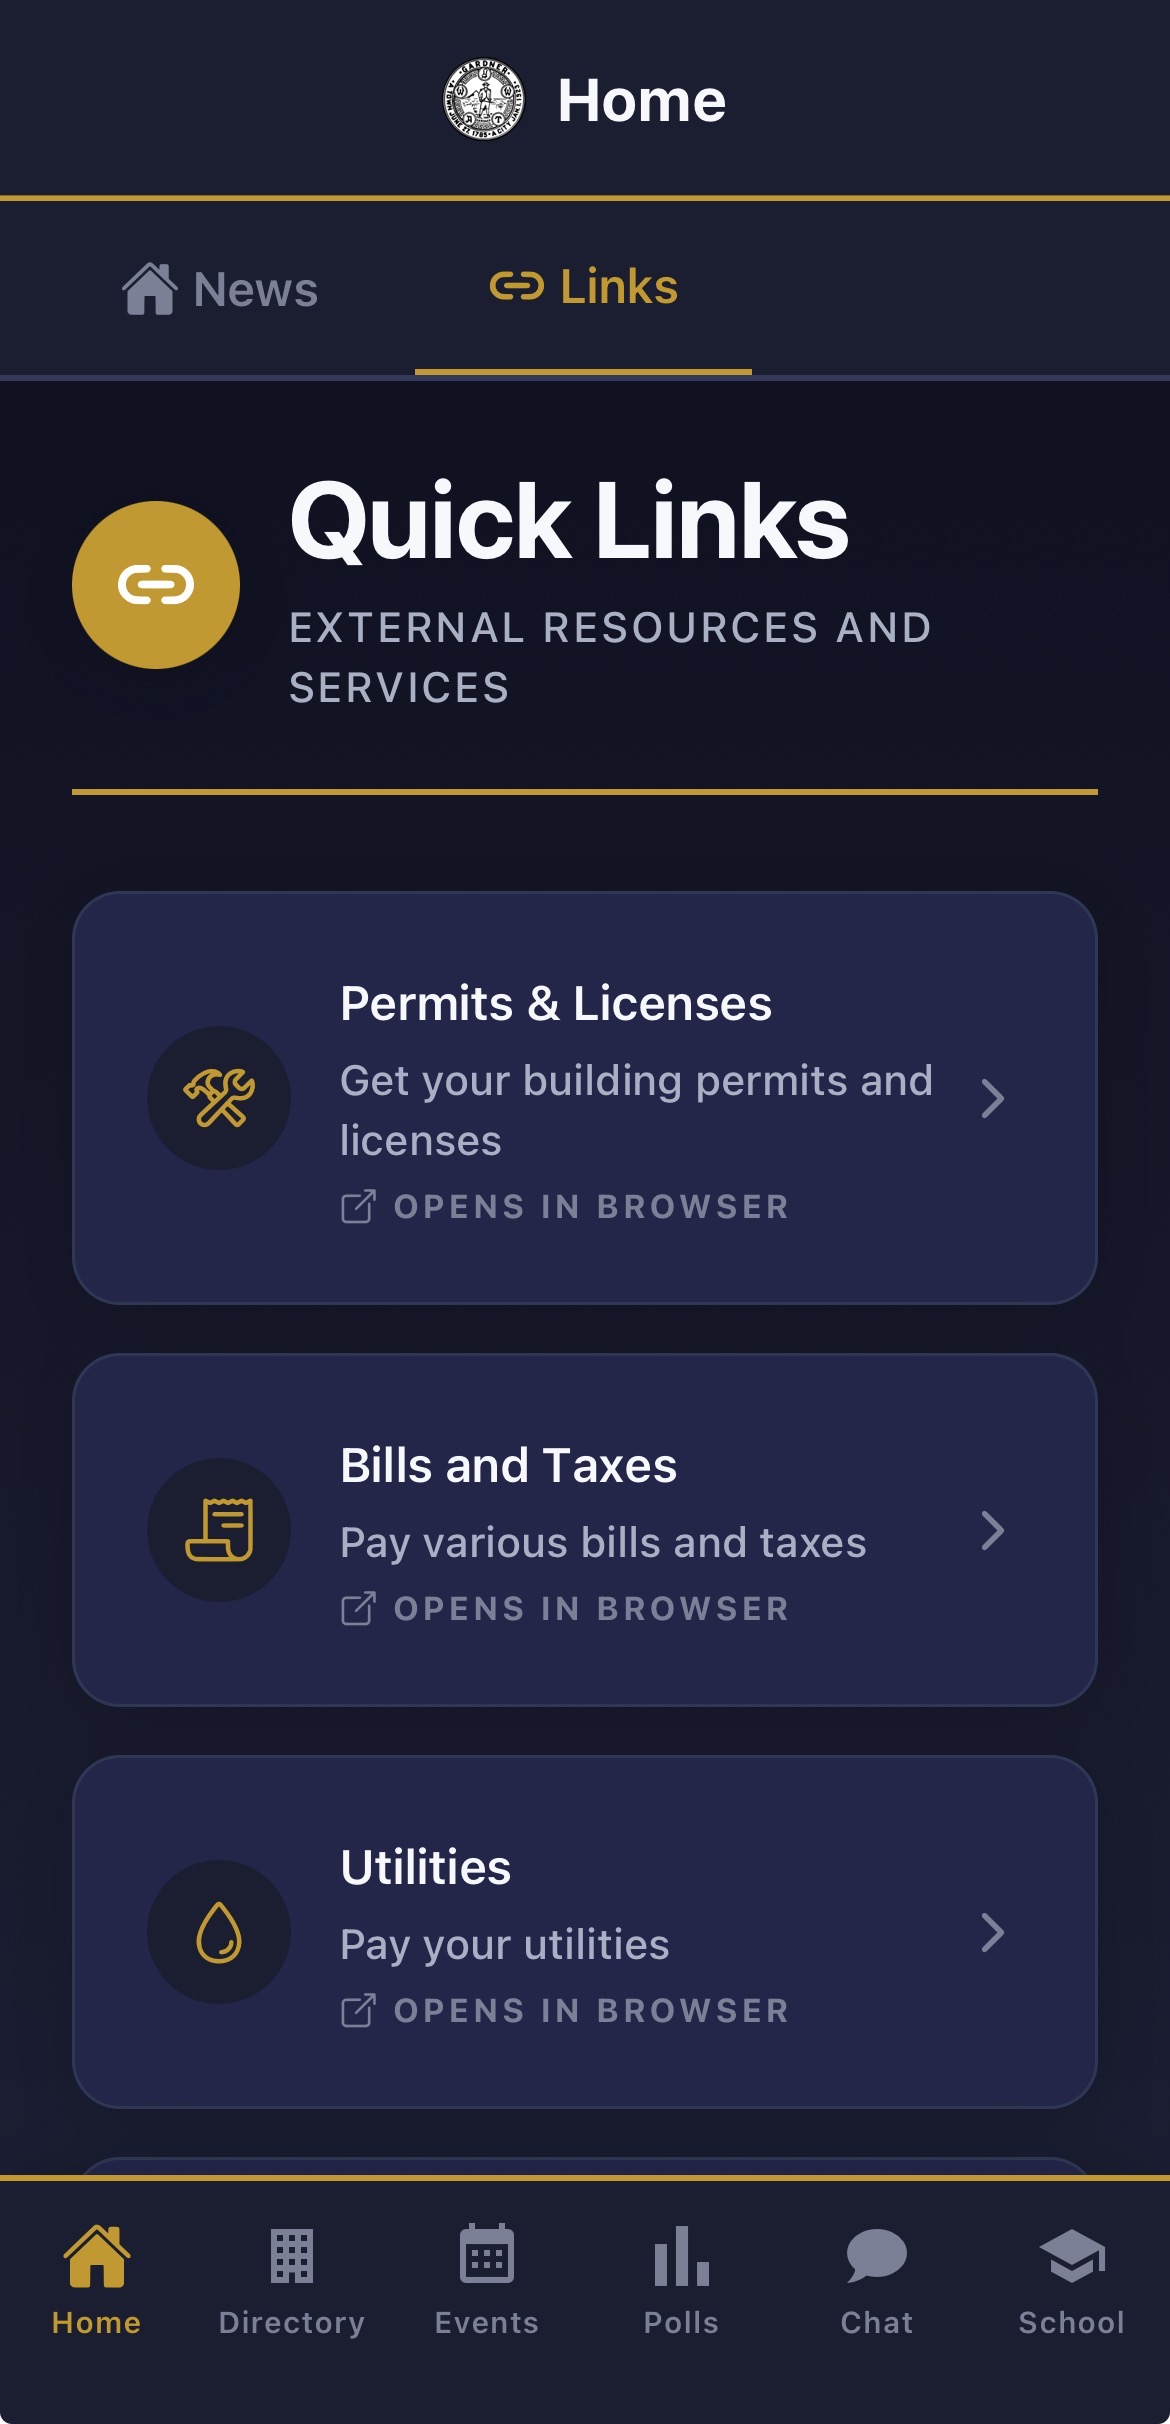 GARDNER
Home
News
Links
Quick Links
EXTERNAL RESOURCES AND
SERVICES
Permits & Licenses
Get your building permits and
licenses
OPENS IN BROWSER
Bills and Taxes
Pay various bills and taxes
OPENS IN BROWSER
Utilities
Pay your utilities
OPENS IN BROWSER
Home
Directory
Events
Polls
Chat
School